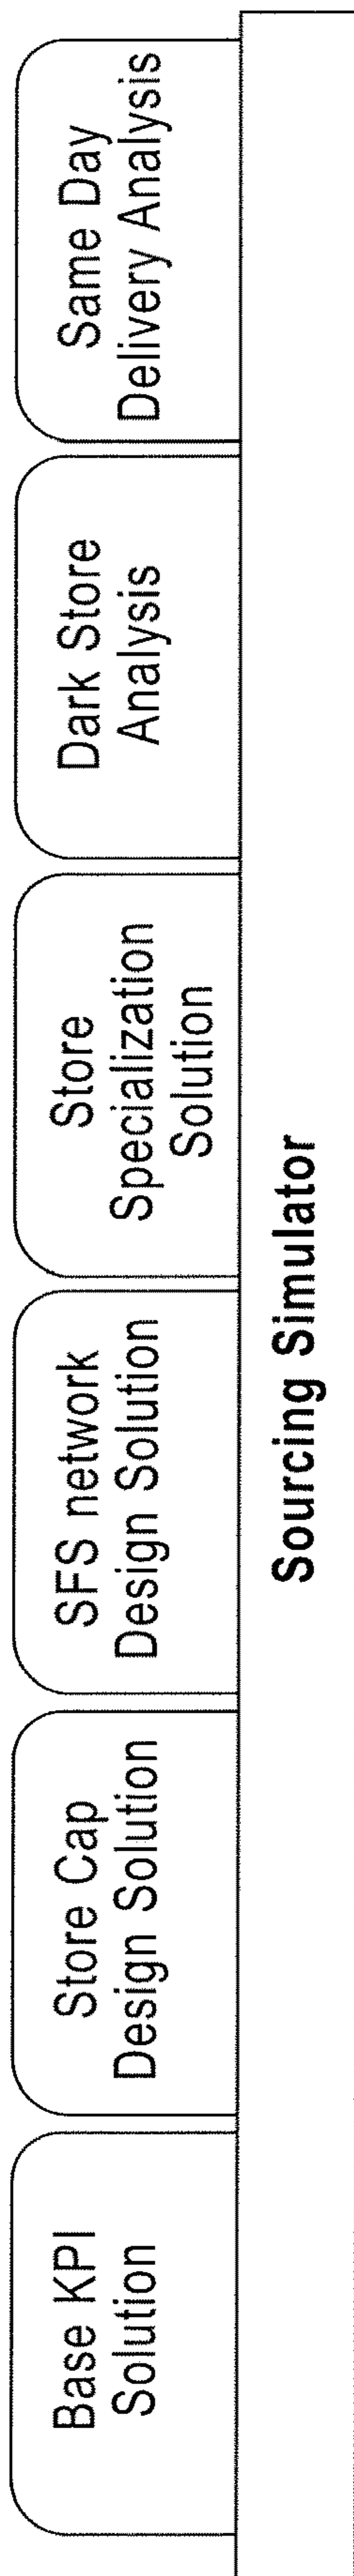 Base KPI
Solution
Store Cap
Design Solution
SFS network
Design Solution
Store
Specialization
Solution
Dark Store
Analysis
Same Day
Delivery Analysis
Sourcing Simulator